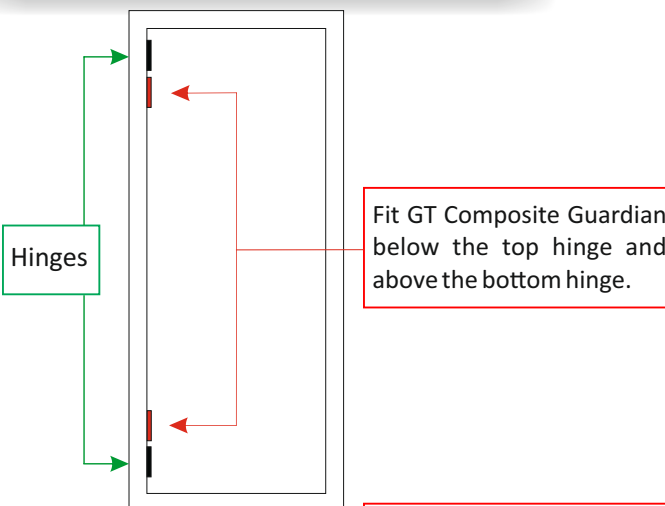 Hinges
Fit GT Composite Guardian
below the top hinge and
above the bottom hinge.